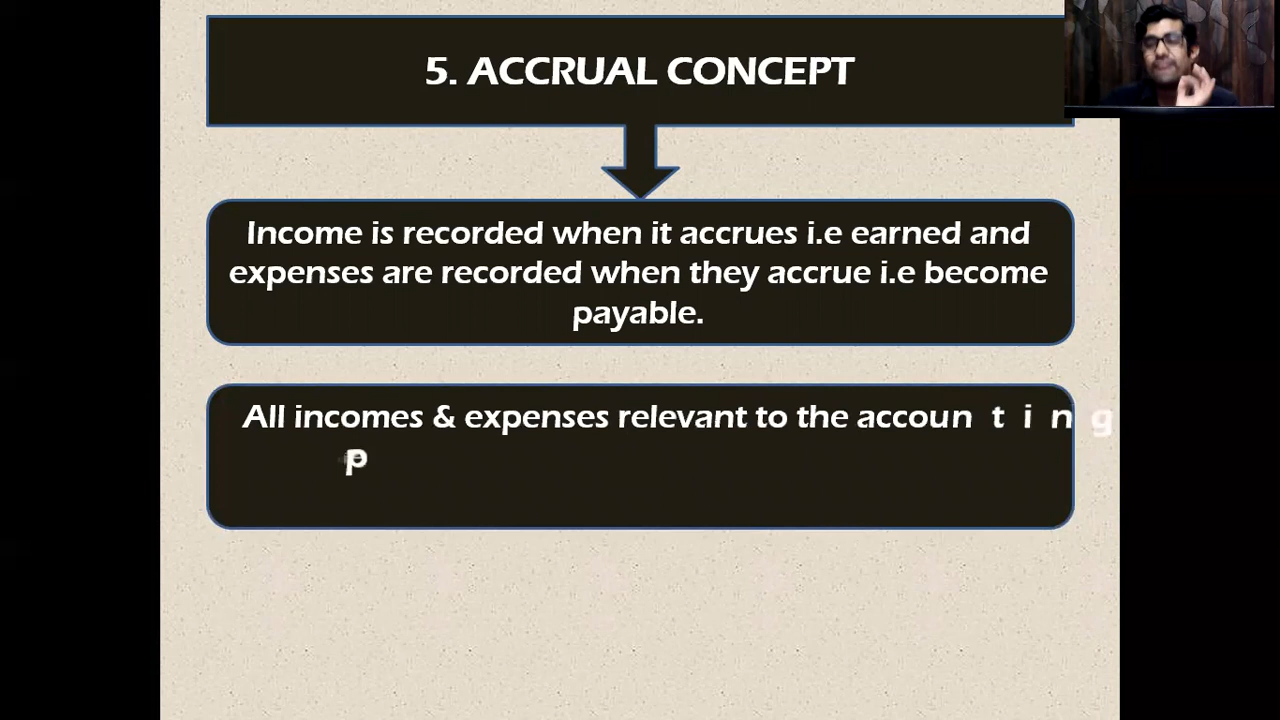 5. ACCRUAL CONCEPT
Income is recorded when it accrues i.e earned and
expenses are recorded when they accrue i.e become
payable.
All incomes & expenses relevant to the accounting
p